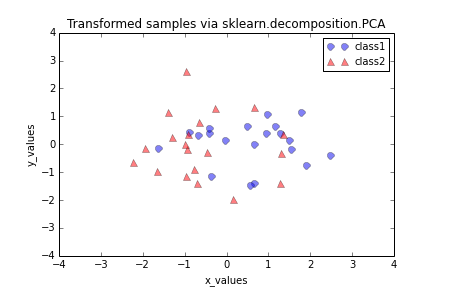 Transformed samples via sklearn.decomposition.PCA
class1
class2
y_values
4
3
2
1
0
−1
−2
−3
−4
−4 −3 −2 −1 0 1 2 3 4
x_values